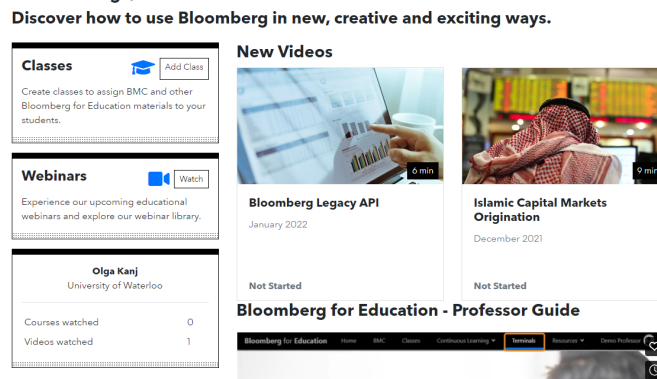 Discover how to use Bloomberg in new, creative and exciting ways.
Classes
Add Class
Create classes to assign BMC and other
Bloomberg for Education materials to your
students.
Webinars
Watch
Experience our upcoming educational
webinars and explore our webinar library.
Olga Kanj
University of Waterloo
Courses watched 0
Videos watched 1
New Videos
6 min
Bloomberg Legacy API
January 2022
Not Started
9 min
Islamic Capital Markets
Origination
December 2021
Not Started
Bloomberg for Education - Professor Guide
Bloomberg for Education Home BMC Classes Continuous Learning Terminals Resources Demo Professor